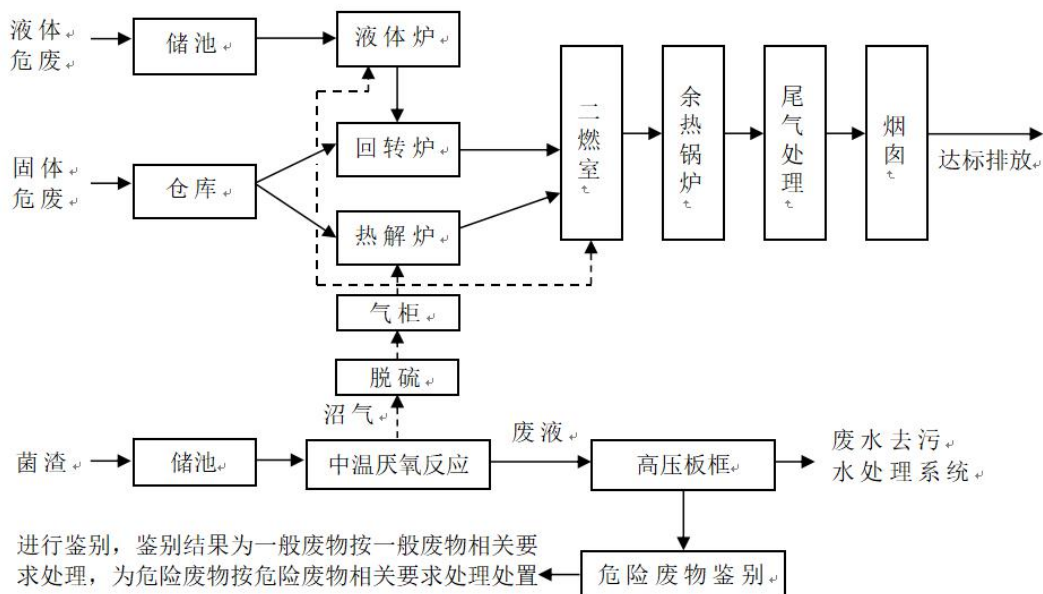 液体
危废
储池
液体炉
固体
危废
仓库
回转炉
热解炉
二燃室
余热锅炉
尾气处理
烟囱
达标排放
气柜
脱硫
沼气
菌渣
储池
中温厌氧反应
废液
高压板框
废水去污
水处理系统
危险废物鉴别
进行鉴别，鉴别结果为一般废物按一般废物相关要
求处理，为危险废物按危险废物相关要求处理处置